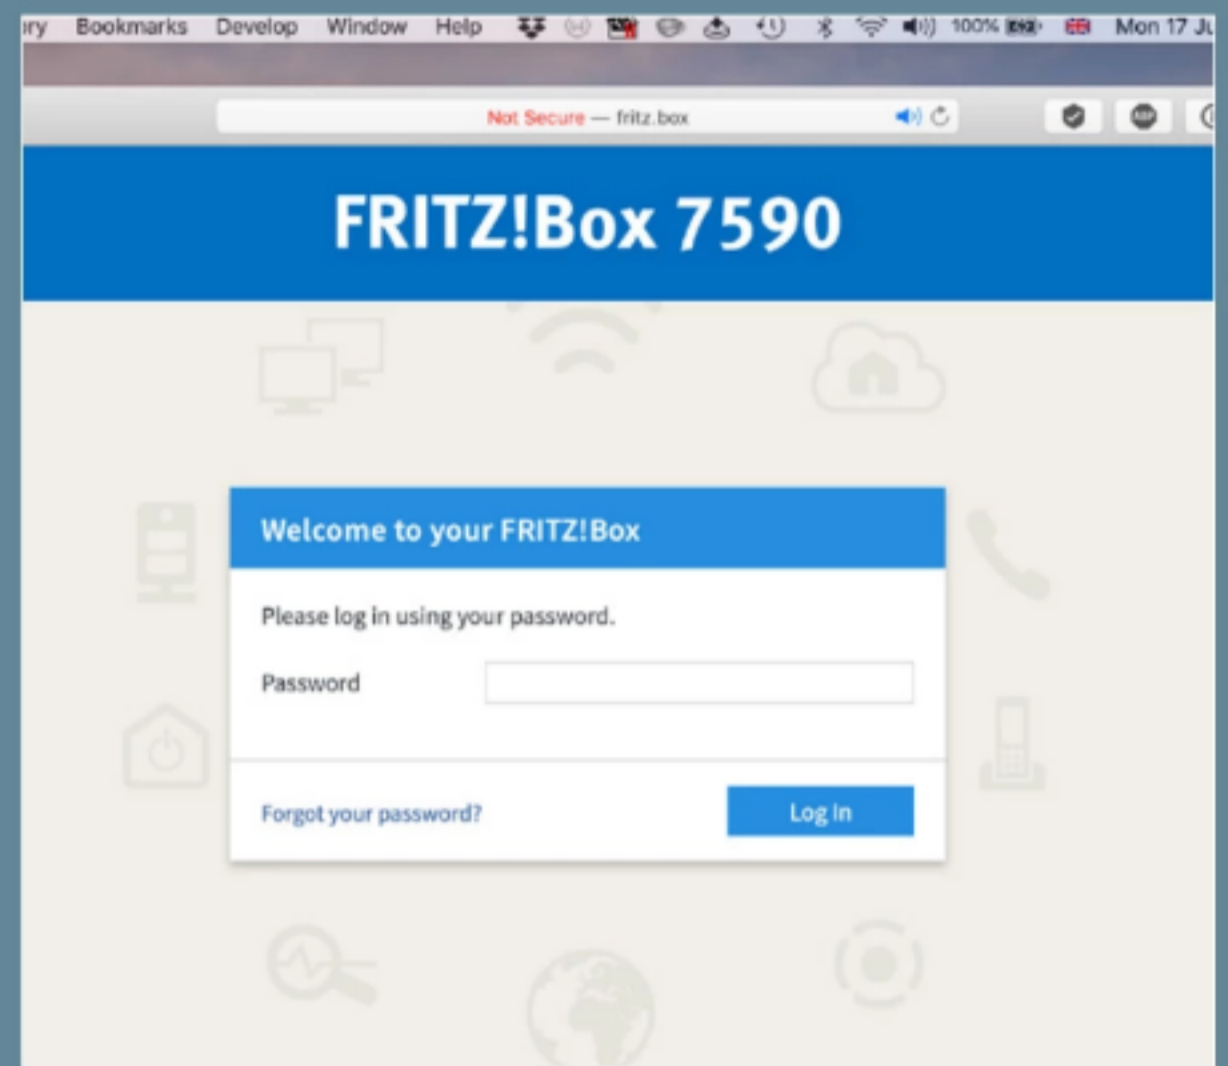 Bookmarks Develop Window Help 100% Mon 17
Not Secure — fritz.box
ABP
FRITZ!Box 7590
Welcome to your FRITZ!Box
Please log in using your password.
Password
Forgot your password?
Log In